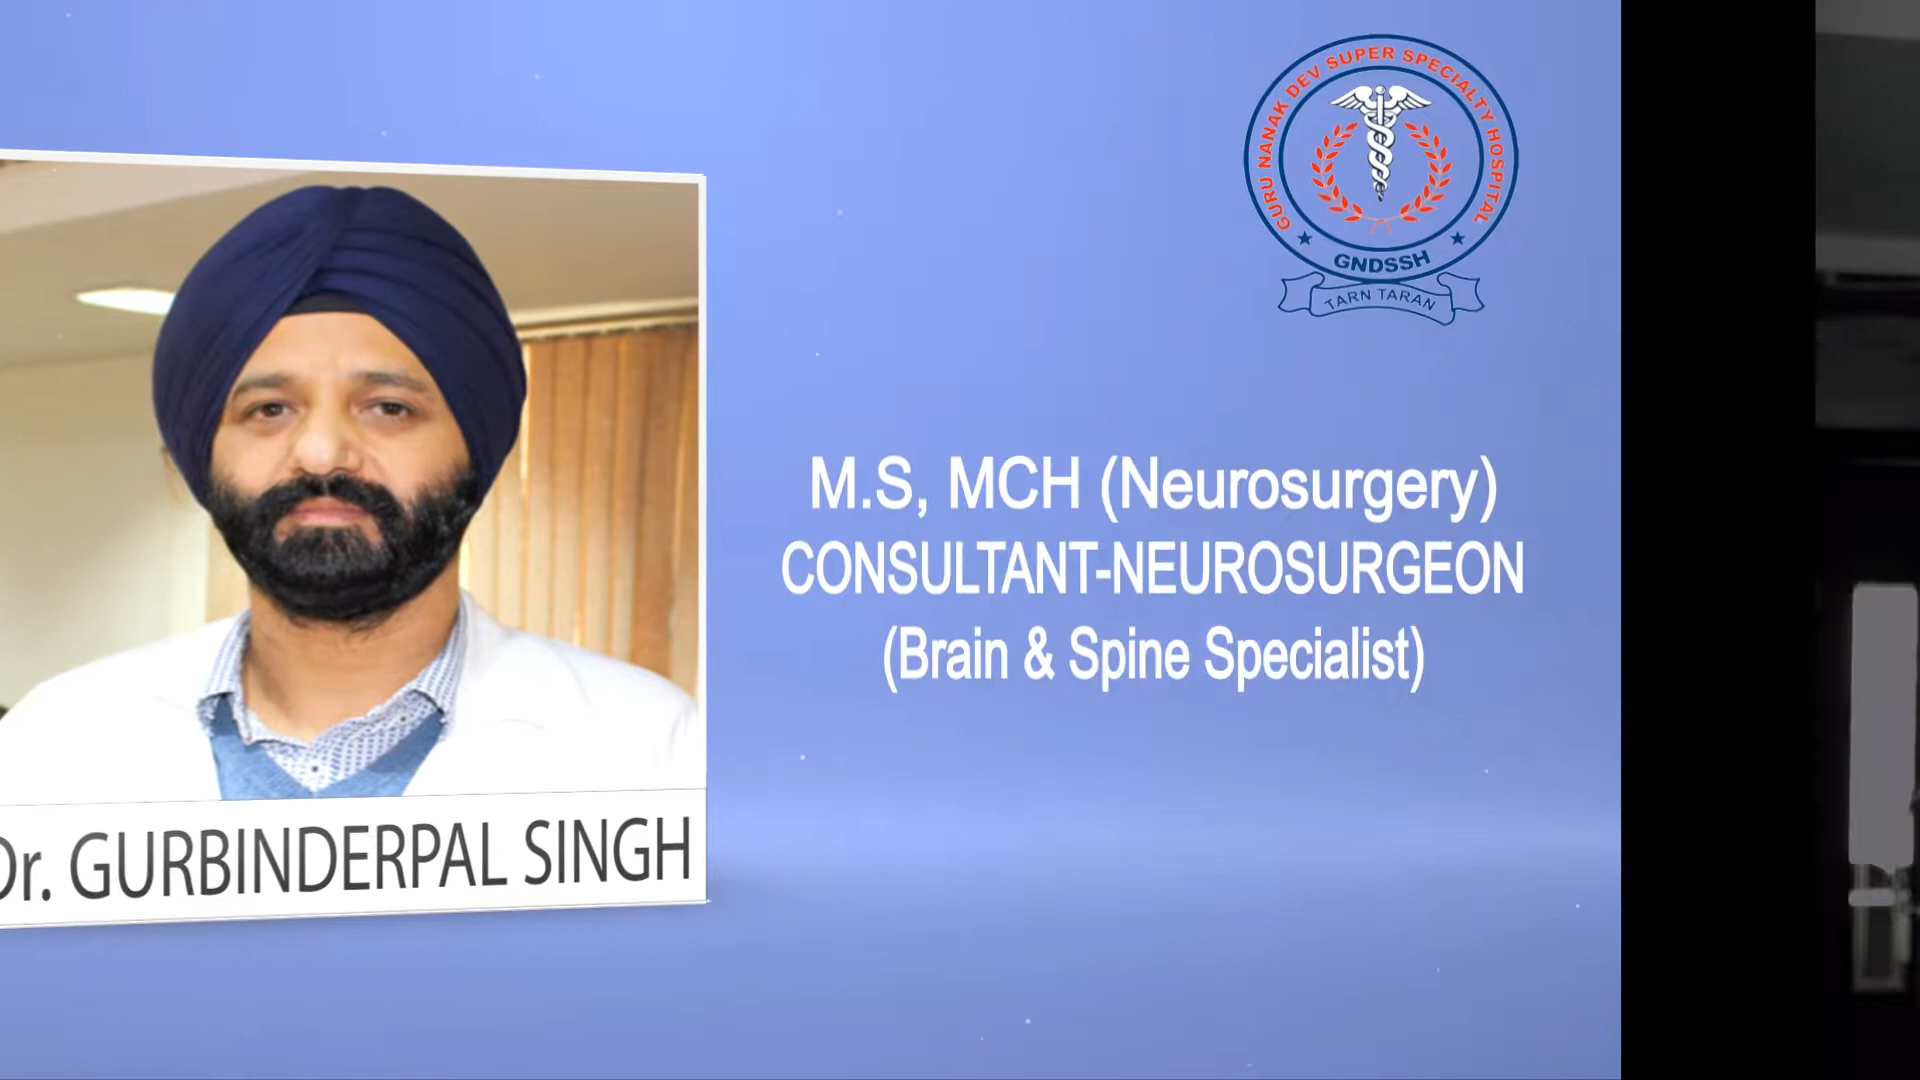 GURU NANAK DEV SUPER SPECIALTY HOSPITAL
GNDSSH
TARN TARAN
M.S, MCH (Neurosurgery)
CONSULTANT-NEUROSURGEON
(Brain & Spine Specialist)
Dr. GURBINDERPAL SINGH